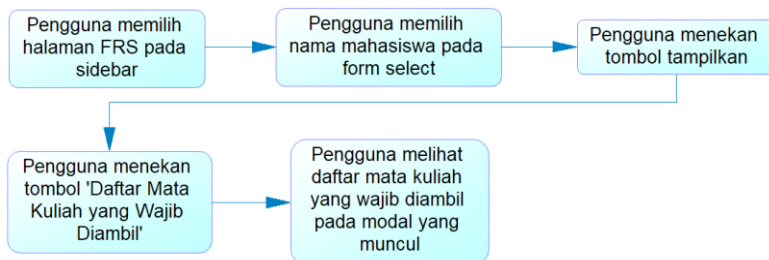 Pengguna memilih
halaman FRS pada
sidebar
Pengguna memilih
nama mahasiswa pada
form select
Pengguna menekan
tombol tampilkan
Pengguna menekan
tombol 'Daftar Mata
Kuliah yang Wajib
Diambil'
Pengguna melihat
daftar mata kuliah
yang wajib diambil
pada modal yang
muncul